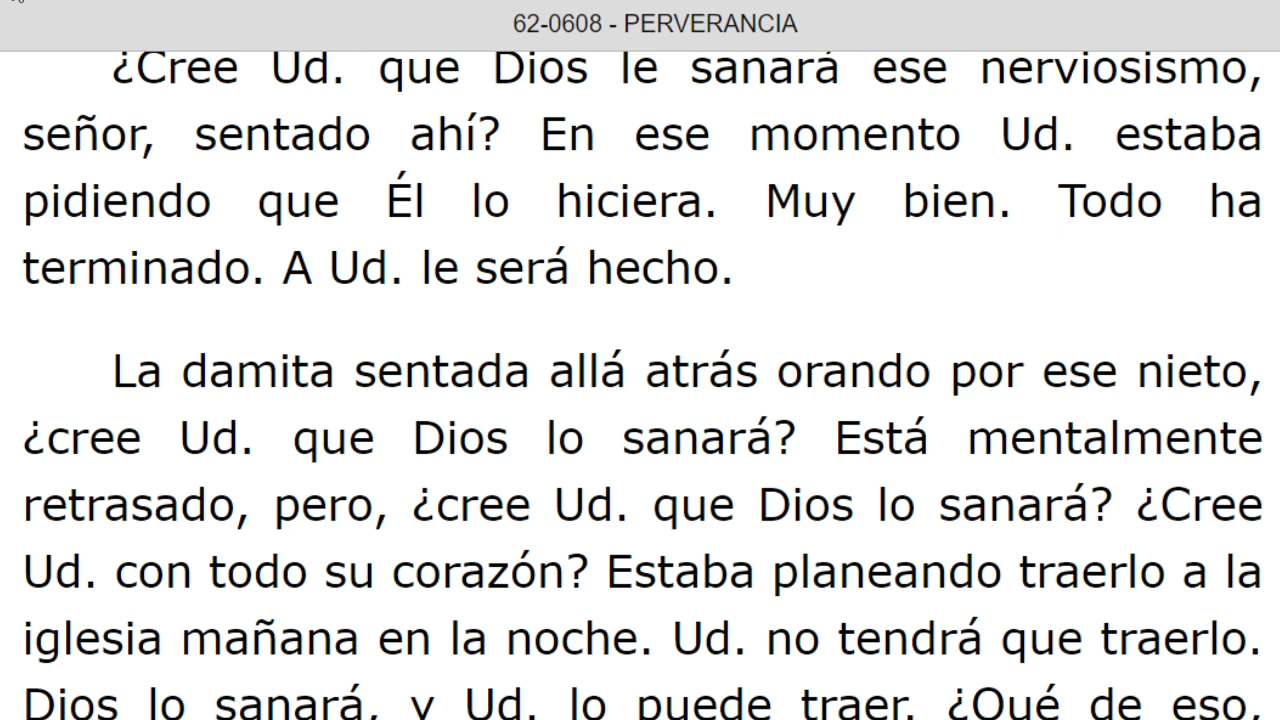 62-0608 - PERVERANCIA
¿Cree Ud. que Dios le sanará ese nerviosismo,
señor, sentado ahí? En ese momento Ud. estaba
pidiendo que Él lo hiciera. Muy bien. Todo ha
terminado. A Ud. le será hecho.
La damita sentada allá atrás orando por ese nieto,
¿cree Ud. que Dios lo sanará? Está mentalmente
retrasado, pero, ¿cree Ud. que Dios lo sanará? ¿Cree
Ud. con todo su corazón? Estaba planeando traerlo a la
iglesia mañana en la noche. Ud. no tendrá que traerlo.
Dios lo sanará, y Ud. lo puede traer. ¿Qué de eso,